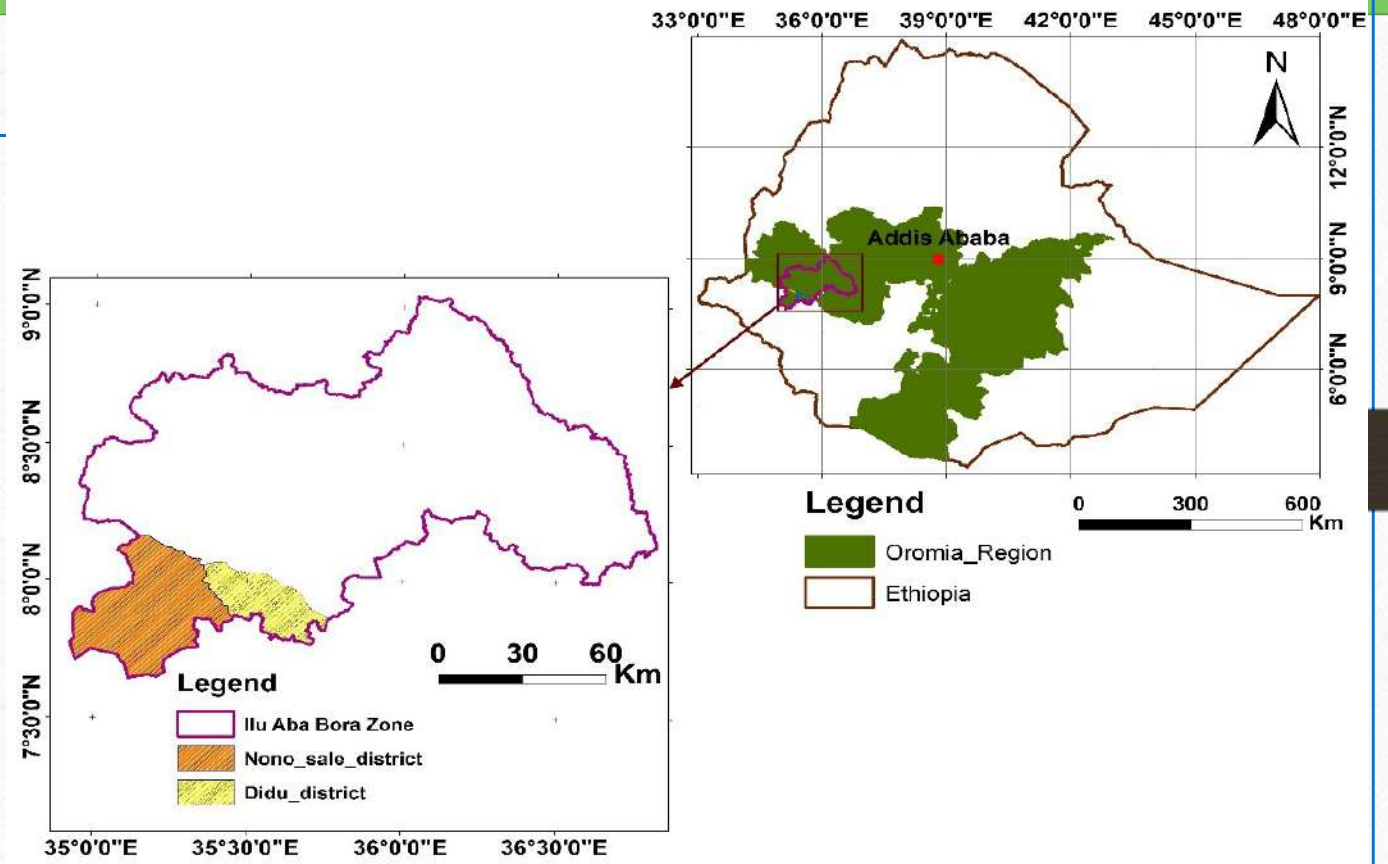 33°0'0"E 36°0'0"E 39°0'0"E 42°0'0"E 45°0'0"E 48°0'0"E
N
12°0'0"N
9°0'0"N
6°0'0"N
Addis Ababa
Legend
Oromia_Region
Ethiopia
0 300 600
Km
9°0'0"N
8°30'0"N
8°0'0"N
7°30'0"N
0 30 60
Km
Legend
Ilu Aba Bora Zone
Nono_sale_district
Didu_district
35°0'0"E 35°30'0"E 36°0'0"E 36°30'0"E